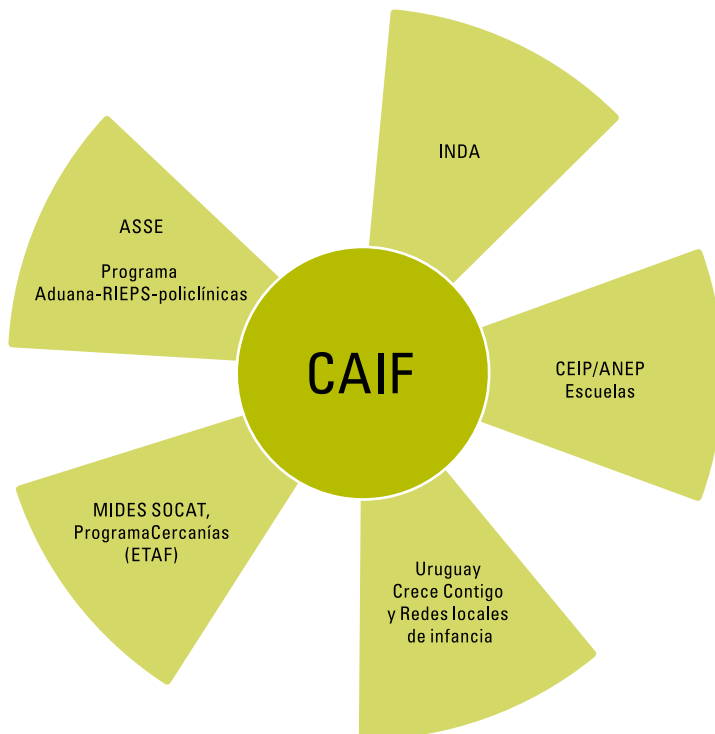 INDA
ASSE
Programa
Aduana-RIEPS-policlínicas
CAIF
CEIP/ANEP
Escuelas
MIDES SOCAT,
ProgramaCercanías
(ETAF)
Uruguay
Crece Contigo
y Redes locales
de infancia